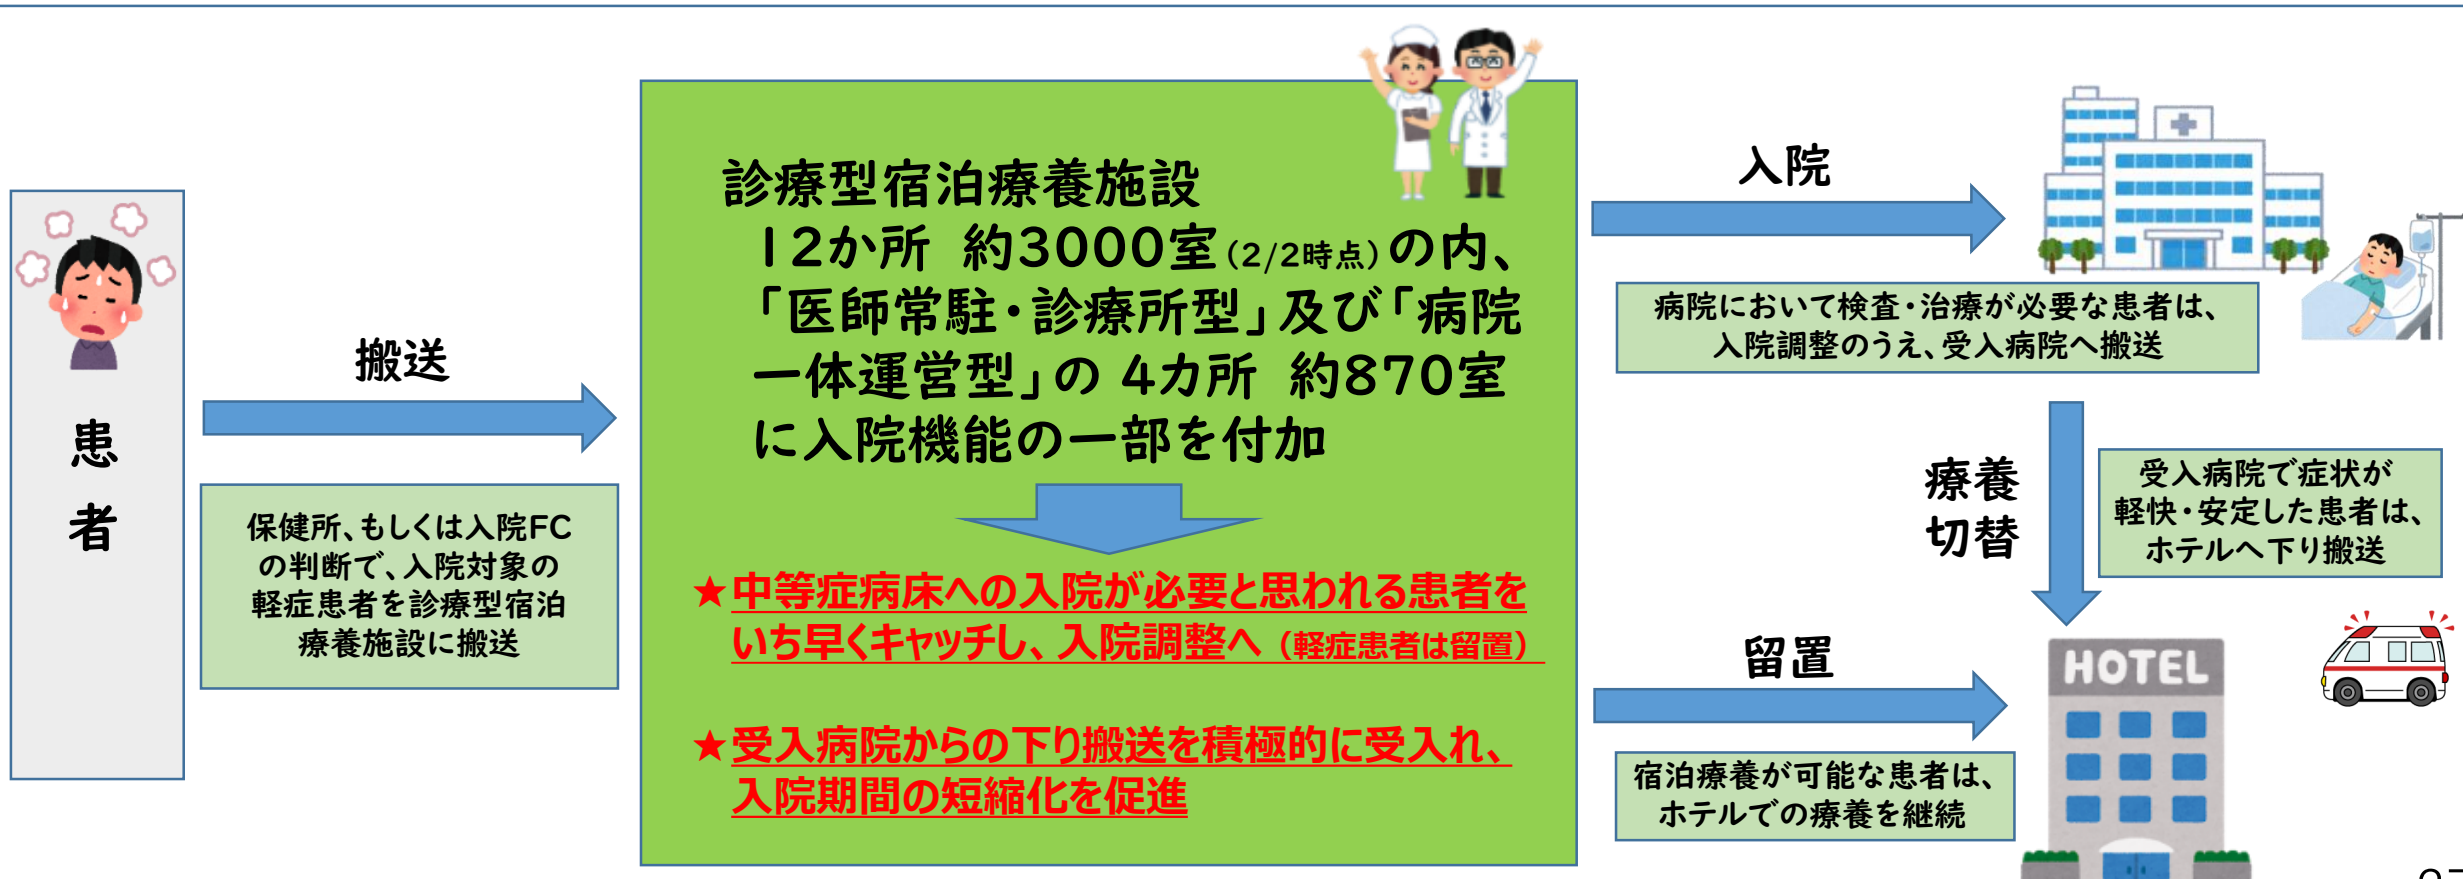 患
者
搬送
保健所、もしくは入院FC
の判断で、入院対象の
軽症患者を診療型宿泊
療養施設に搬送
診療型宿泊療養施設
12か所 約3000室(2/2時点)の内、
「医師常駐・診療所型」及び「病院
一体運営型」の 4カ所 約870室
に入院機能の一部を付加
★中等症病床への入院が必要と思われる患者を
いち早くキャッチし、入院調整へ(軽症患者は留置)
★受入病院からの下り搬送を積極的に受入れ、
入院期間の短縮化を促進
入院
病院において検査・治療が必要な患者は、
入院調整のうえ、受入病院へ搬送
療養
切替
受入病院で症状が
軽快・安定した患者は、
ホテルへ下り搬送
留置
宿泊療養が可能な患者は、
ホテルでの療養を継続
HOTEL